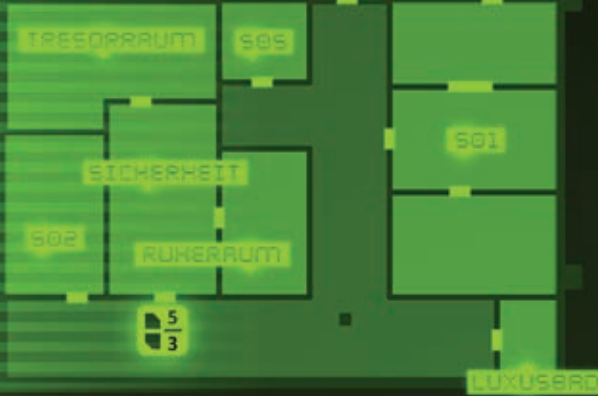 TRESORRAUM
505
501
SICHERHEIT
502
RUHERAUM
5
3
LUXUSBAD